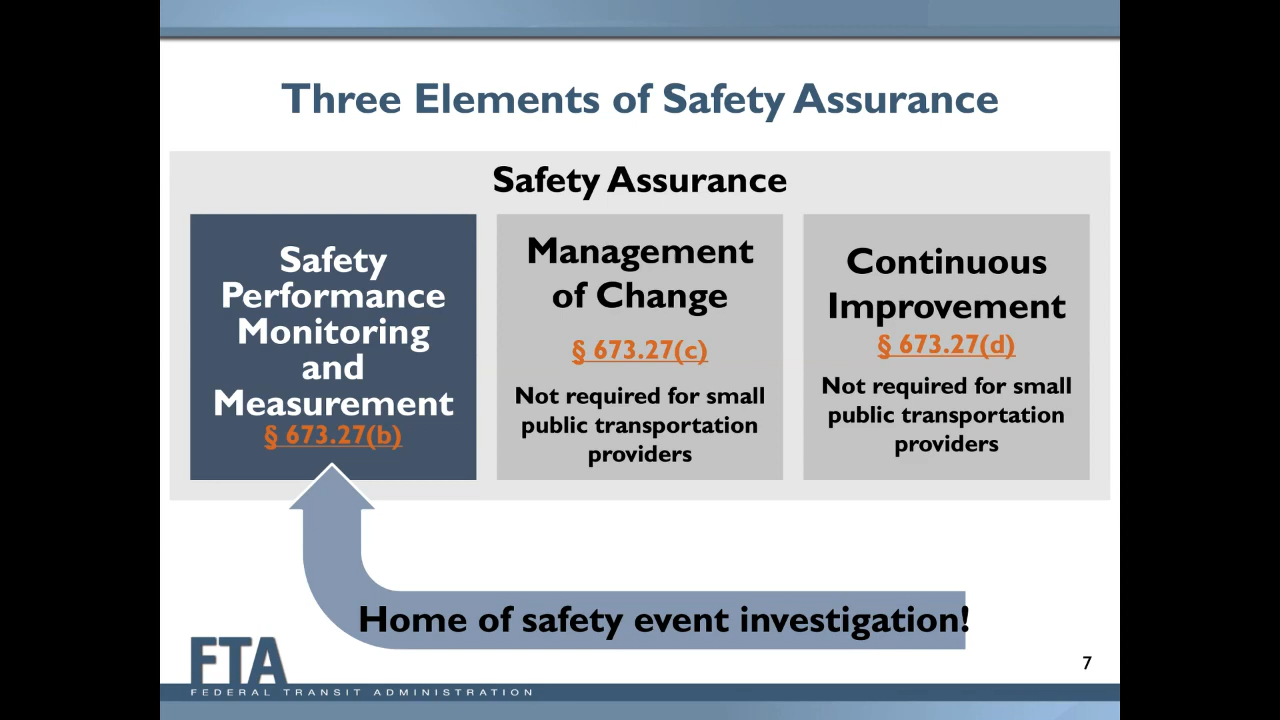 Three Elements of Safety Assurance
Safety Assurance
Safety
Performance
Monitoring
and
Measurement
§ 673.27(b)
Management
of Change
§ 673.27(c)
Not required for small
public transportation
providers
Continuous
Improvement
§ 673.27(d)
Not required for small
public transportation
providers
Home of safety event investigation!
FTA
FEDERAL TRANSIT ADMINISTRATION
7